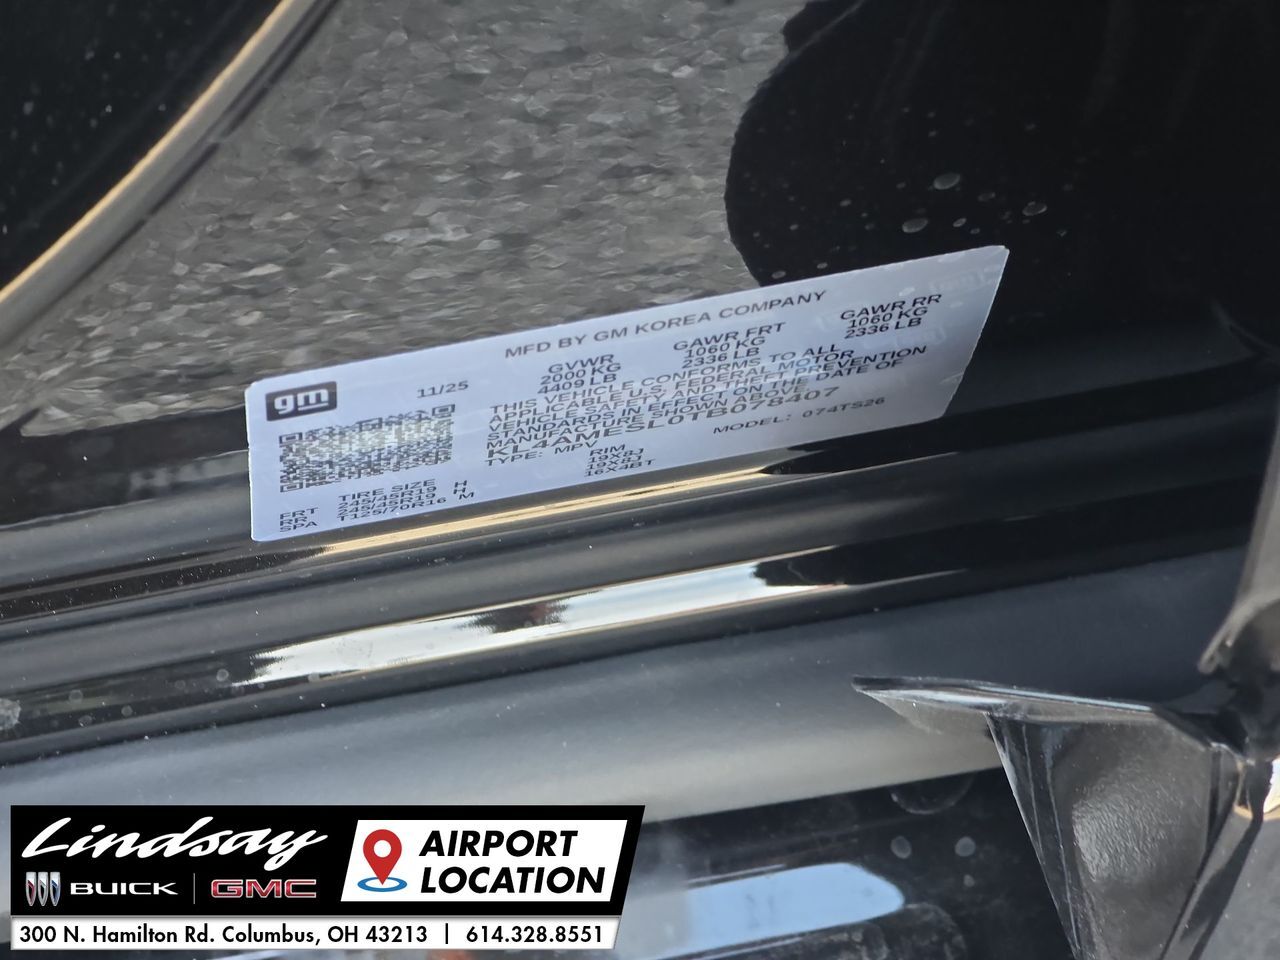 MFD BY GM KOREA COMPANY
gm
11/25
GVWR GAWR FRT GAWR RR
2000 KG 1060 KG 1060 KG
4409 LB 2336 LB 2336 LB
THIS VEHICLE CONFORMS TO ALL
APPLICABLE U.S. FEDERAL MOTOR
VEHICLE SAFETY AND THEFT PREVENTION
STANDARDS IN EFFECT ON THE DATE OF
MANUFACTURE SHOWN ABOVE.
KL4AMESL0TB078407
TYPE: MPV MODEL: 074TS26
TIRE SIZE RIM
FRT 245/45R19 H 19X8J
RR 245/45R19 H 19X8J
SPA T125/70R16 M 16X4BT
Lindsay
BUICK | GMC
AIRPORT
LOCATION
300 N. Hamilton Rd. Columbus, OH 43213 | 614.328.8551